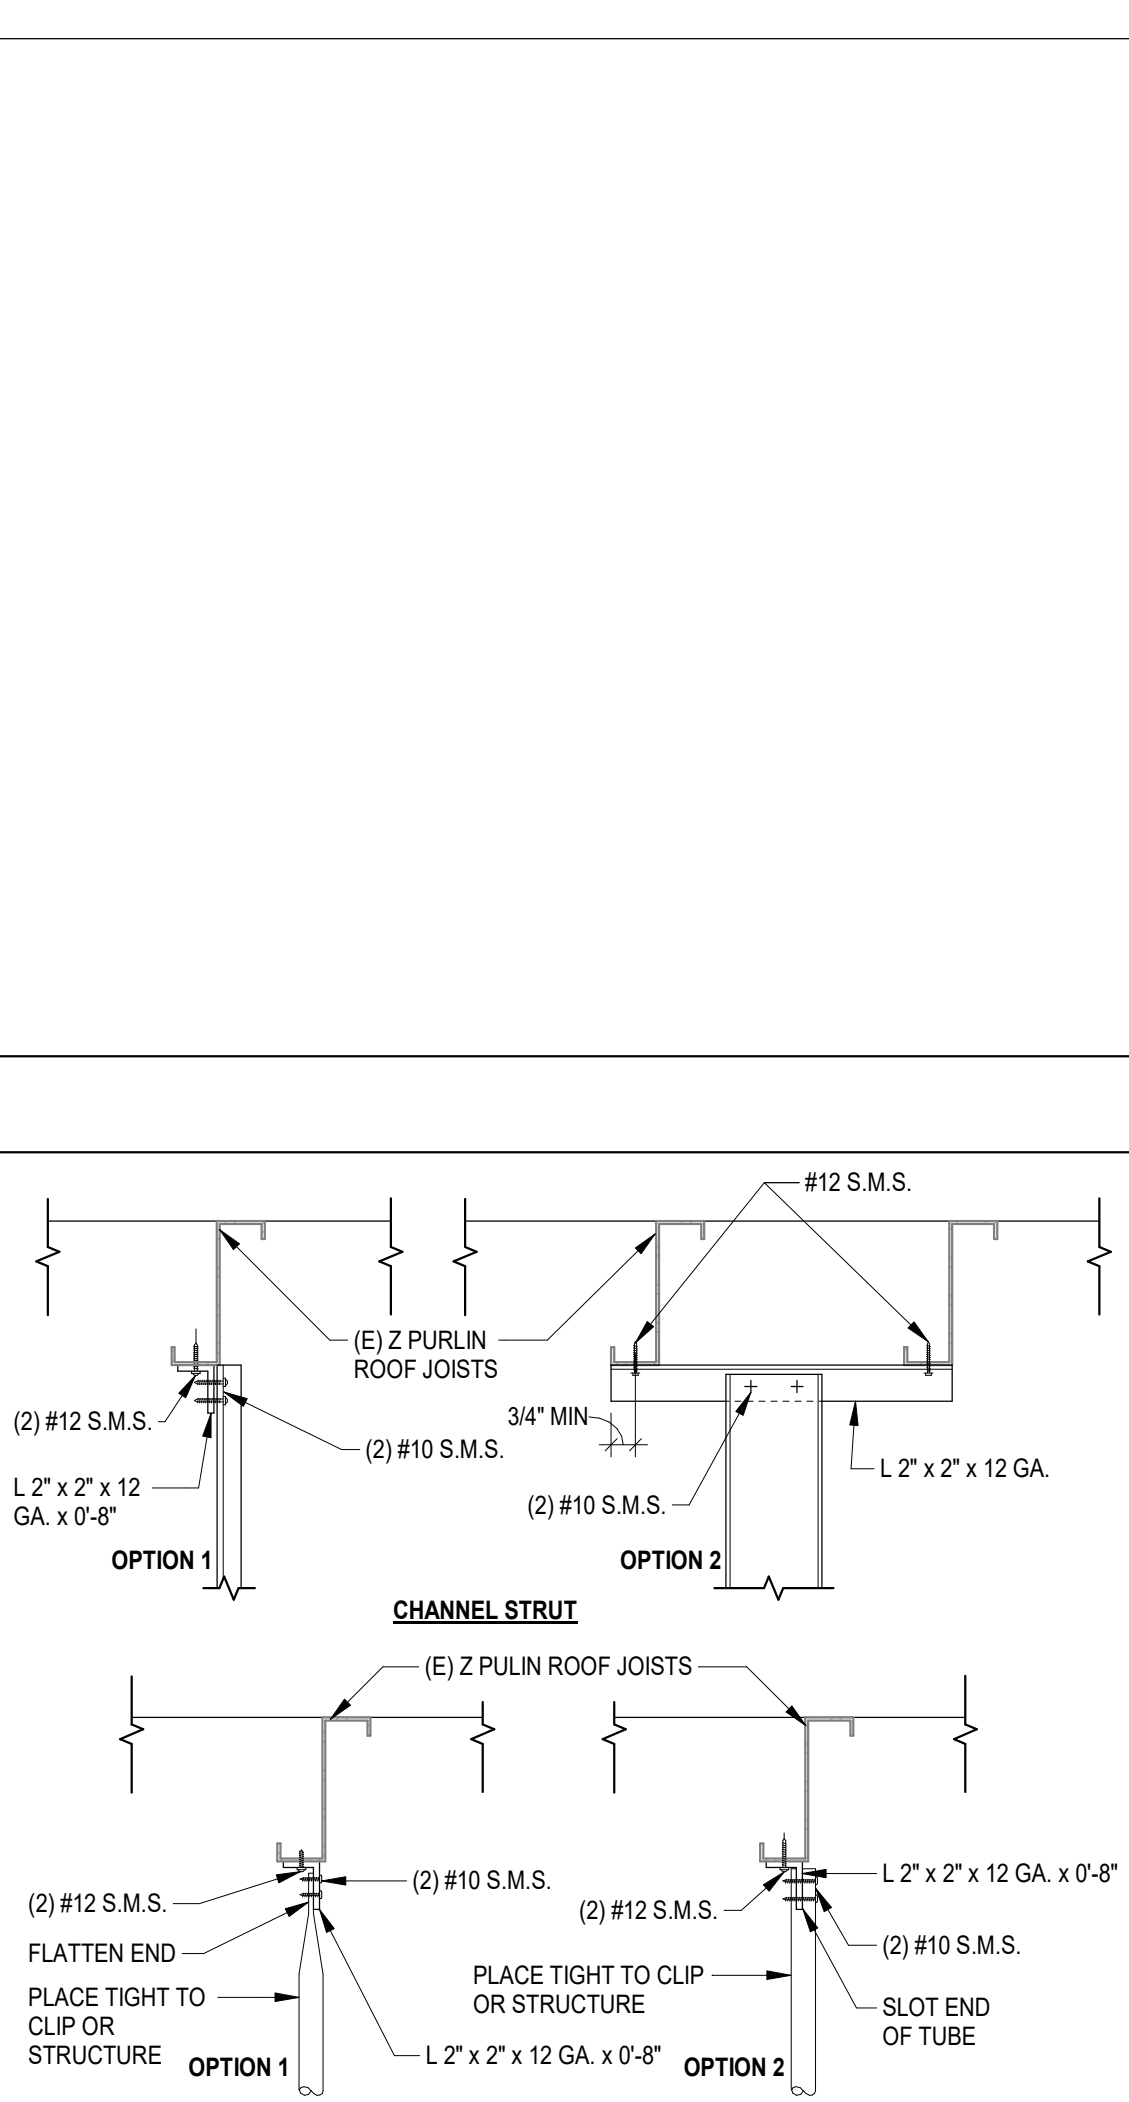 #12 S.M.S.
(E) Z PURLIN
ROOF JOISTS
(2) #12 S.M.S.
3/4" MIN
(2) #10 S.M.S.
L 2" x 2" x 12 GA.
L 2" x 2" x 12
GA. x 0'-8"
(2) #10 S.M.S.
OPTION 1
OPTION 2
CHANNEL STRUT
(E) Z PULIN ROOF JOISTS
(2) #10 S.M.S.
L 2" x 2" x 12 GA. x 0'-8"
(2) #12 S.M.S.
(2) #12 S.M.S.
FLATTEN END
(2) #10 S.M.S.
PLACE TIGHT TO CLIP
OR STRUCTURE
PLACE TIGHT TO
CLIP OR
STRUCTURE
SLOT END
OF TUBE
L 2" x 2" x 12 GA. x 0'-8"
OPTION 1
OPTION 2